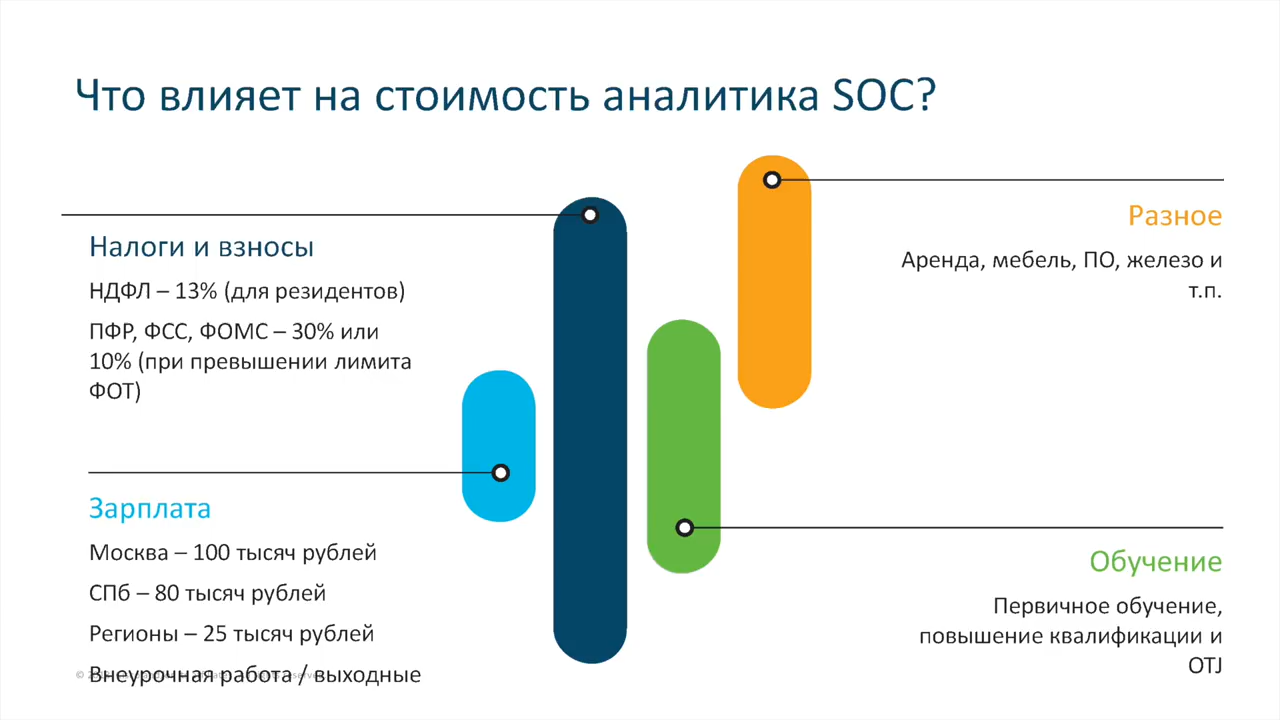 Что влияет на стоимость аналитика SOC?
Налоги и взносы
НДФЛ – 13% (для резидентов)
ПФР, ФСС, ФОМС – 30% или
10% (при превышении лимита
ФОТ)
Зарплата
Москва – 100 тысяч рублей
СПб – 80 тысяч рублей
Регионы – 25 тысяч рублей
Внеурочная работа / выходные
Разное
Аренда, мебель, ПО, железо и
т.п.
Обучение
Первичное обучение,
повышение квалификации и
OTJ